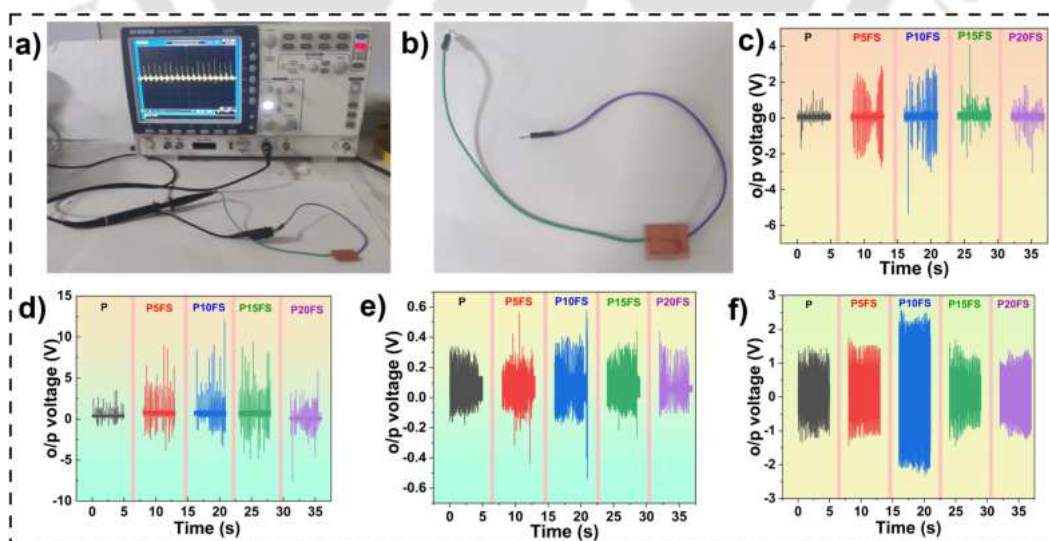 a)
b)
c)
P P5FS P10FS P15FS P20FS
o/p voltage (V)
4
2
0
-2
-4
-6
0 5 10 15 20 25 30 35
Time (s)
d)
P P5FS P10FS P15FS P20FS
o/p voltage (V)
15
10
5
0
-5
-10
0 5 10 15 20 25 30 35
Time (s)
e)
P P5FS P10FS P15FS P20FS
o/p voltage (V)
0.6
0.4
0.2
0.0
-0.2
-0.4
-0.6
0 5 10 15 20 25 30 35
Time (s)
f)
P P5FS P10FS P15FS P20FS
o/p voltage (V)
3
2
1
0
-1
-2
-3
0 5 10 15 20 25 30 35
Time (s)